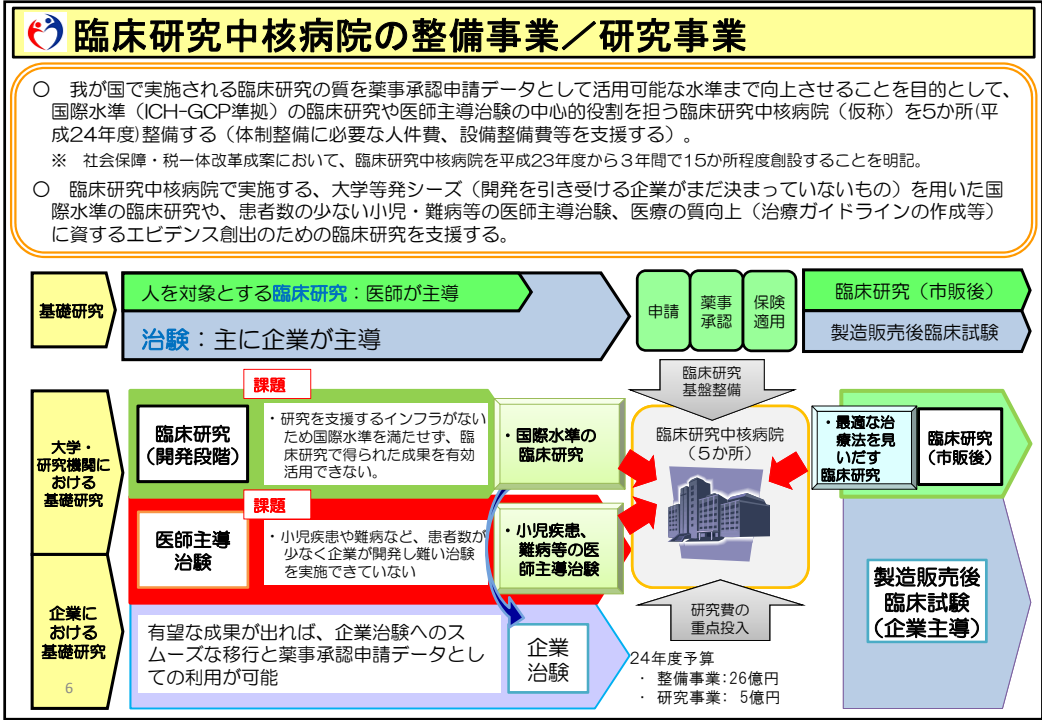 臨床研究中核病院の整備事業／研究事業
○　我が国で実施される臨床研究の質を薬事承認申請データとして活用可能な水準まで向上させることを目的として、
国際水準（ICH-GCP準拠）の臨床研究や医師主導治験の中心的役割を担う臨床研究中核病院（仮称）を5か所(平
成24年度)整備する（体制整備に必要な人件費、設備整備費等を支援する）。
※　社会保障・税一体改革成案において、臨床研究中核病院を平成23年度から３年間で15か所程度創設することを明記。
○　臨床研究中核病院で実施する、大学等発シーズ（開発を引き受ける企業がまだ決まっていないもの）を用いた国
際水準の臨床研究や、患者数の少ない小児・難病等の医師主導治験、医療の質向上（治療ガイドラインの作成等）
に資するエビデンス創出のための臨床研究を支援する。
基礎研究
人を対象とする臨床研究：医師が主導
治験：主に企業が主導
申請
薬事
承認
保険
適用
臨床研究（市販後）
製造販売後臨床試験
大学・
研究機関に
おける
基礎研究
課題
臨床研究
（開発段階）
・研究を支援するインフラがない
ため国際水準を満たせず、臨
床研究で得られた成果を有効
活用できない。
・国際水準の
臨床研究
臨床研究
基盤整備
臨床研究中核病院
（５か所）
・最適な治
療法を見
いだす
臨床研究
臨床研究
（市販後）
課題
医師主導
治験
・小児疾患や難病など、患者数が
少なく企業が開発し難い治験
を実施できていない
・小児疾患、
難病等の医
師主導治験
企業に
おける
基礎研究
有望な成果が出れば、企業治験へのス
ムーズな移行と薬事承認申請データとし
ての利用が可能
企業
治験
研究費の
重点投入
24年度予算
・ 整備事業：26億円
・ 研究事業： 5億円
製造販売後
臨床試験
（企業主導）
6